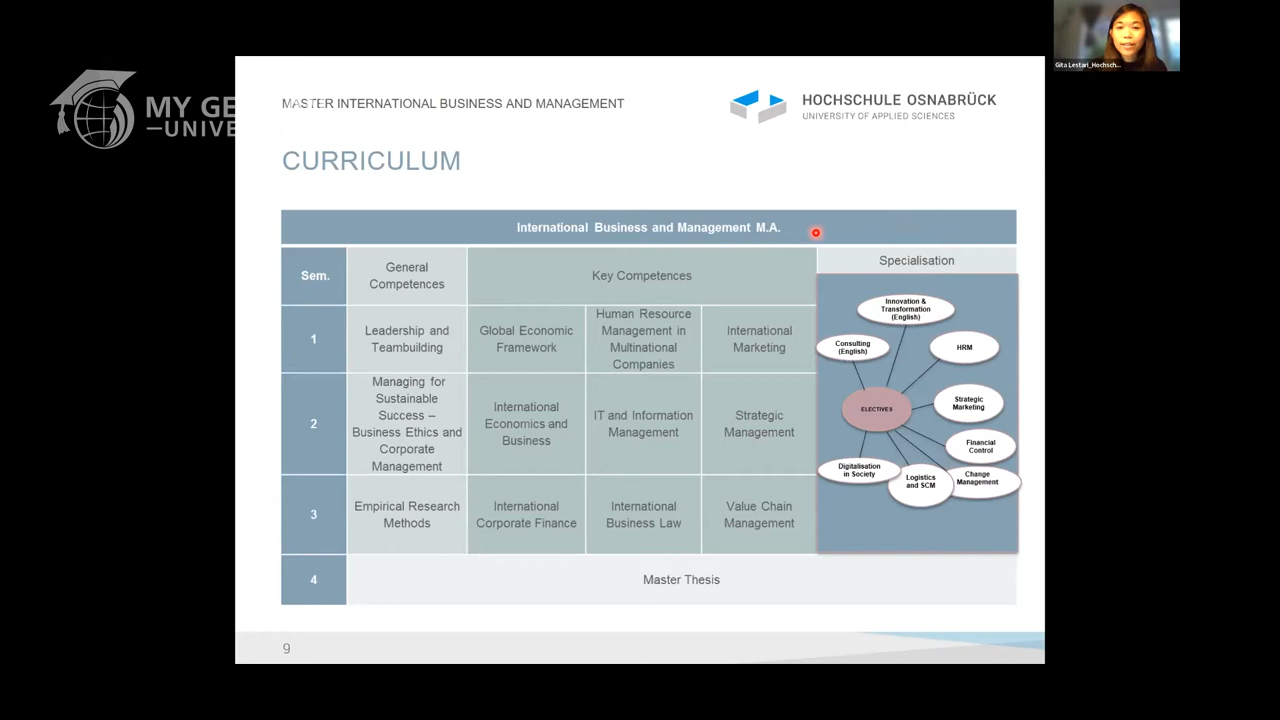 Gita Lestari_Hochsch...
MY GE
UNIVE
MASTER INTERNATIONAL BUSINESS AND MANAGEMENT
HOCHSCHULE OSNABRÜCK
UNIVERSITY OF APPLIED SCIENCES
CURRICULUM
International Business and Management M.A.
Sem.
General
Competences
Key Competences
Specialisation
1
Leadership and
Teambuilding
Global Economic
Framework
Human Resource
Management in
Multinational
Companies
International
Marketing
2
Managing for
Sustainable
Success –
Business Ethics and
Corporate
Management
International
Economics and
Business
IT and Information
Management
Strategic
Management
3
Empirical Research
Methods
International
Corporate Finance
International
Business Law
Value Chain
Management
Innovation &
Transformation
(English)
Consulting
(English)
HRM
ELECTIVES
Strategic
Marketing
Financial
Control
Digitalisation
in Society
Logistics
and SCM
Change
Management
4
Master Thesis
9